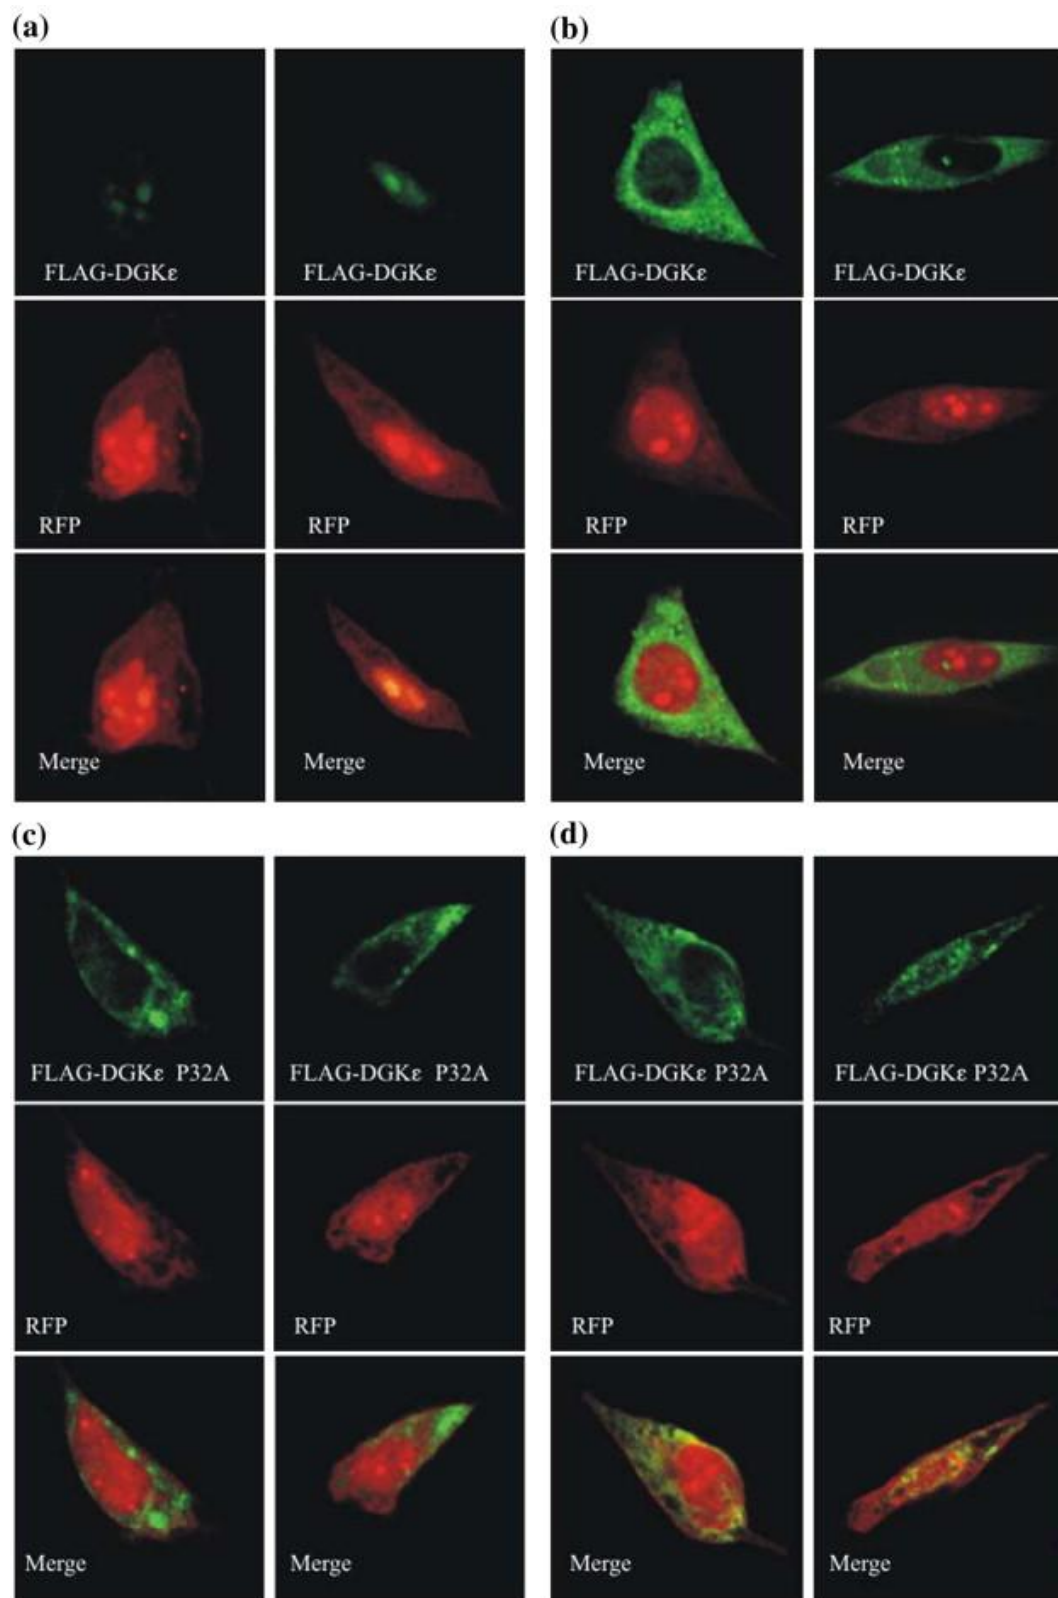 (a)
(b)
FLAG-DGKε
FLAG-DGKε
FLAG-DGKε
FLAG-DGKε
RFP
RFP
RFP
RFP
Merge
Merge
Merge
Merge
(c)
(d)
FLAG-DGKε P32A
FLAG-DGKε P32A
FLAG-DGKε P32A
FLAG-DGKε P32A
RFP
RFP
RFP
RFP
Merge
Merge
Merge
Merge